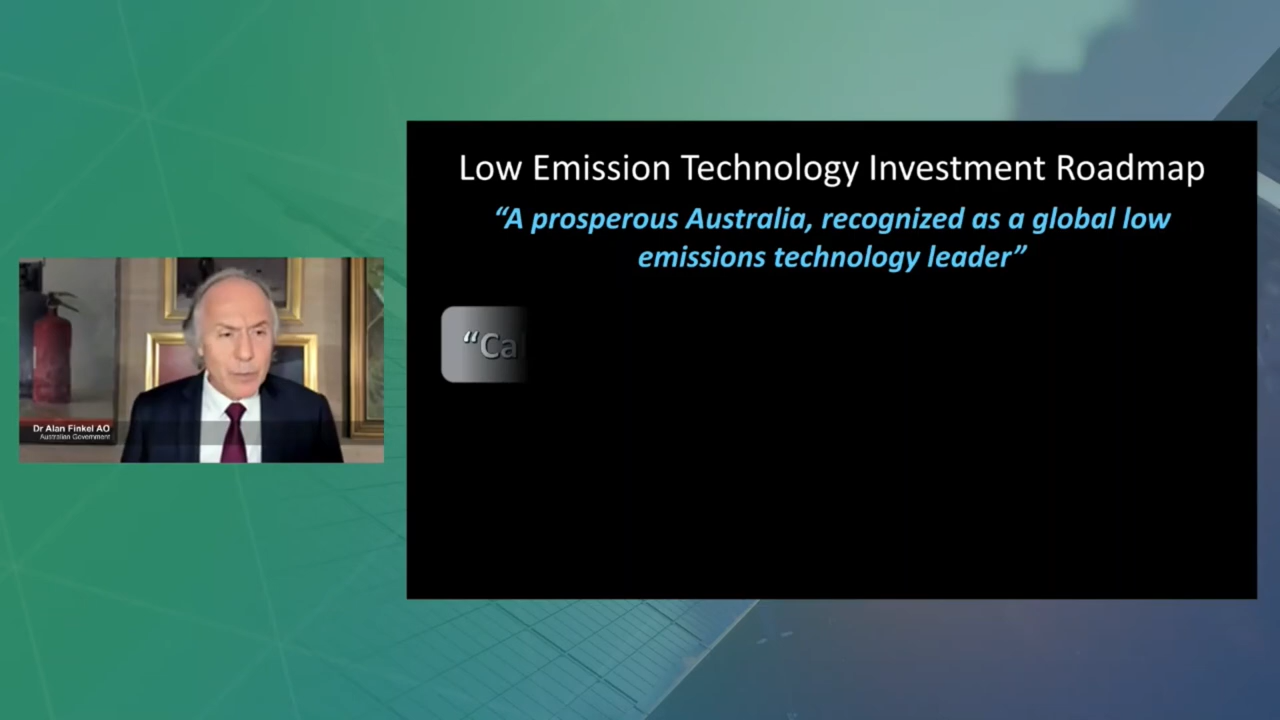 Low Emission Technology Investment Roadmap
“A prosperous Australia, recognized as a global low
emissions technology leader”
Dr Alan Finkel AO
Australian Government